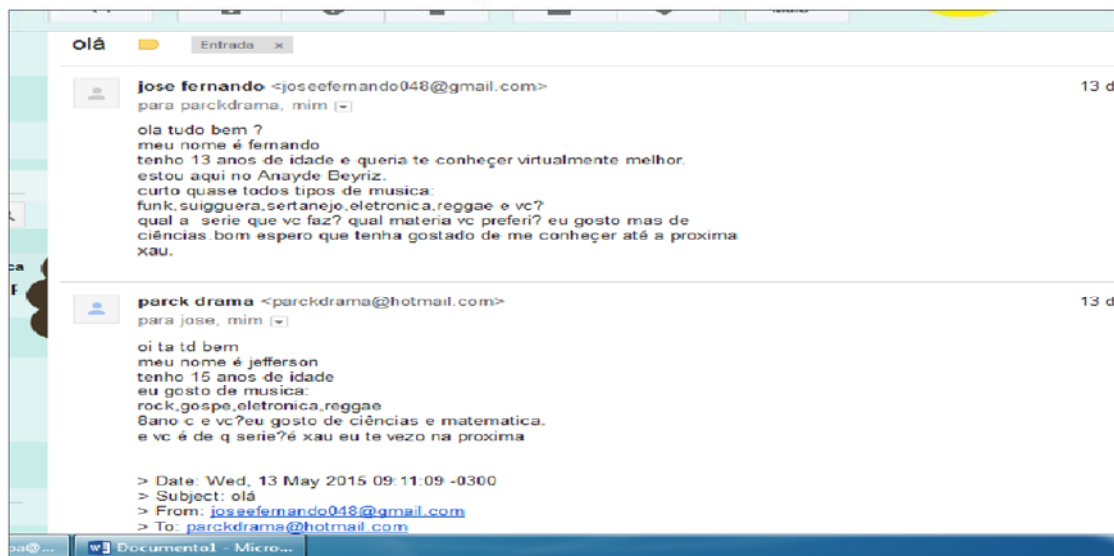 olá Entrada x
jose fernando <joseefernando048@gmail.com> 13 d
para parckdrama, mim
ola tudo bem ?
meu nome é fernando
tenho 13 anos de idade e queria te conheçer virtualmente melhor.
estou aqui no Anayde Beyriz.
curto quase todos tipos de musica:
funk,suigguera,sertanejo,eletronica,reggae e vc?
qual a serie que vc faz? qual materia vc preferi? eu gosto mas de
ciências.bom espero que tenha gostado de me conheçer até a proxima
xau.
parck drama <parckdrama@hotmail.com> 13 d
para jose, mim
oi ta td bem
meu nome é jefferson
tenho 15 anos de idade
eu gosto de musica:
rock,gospe,eletronica,reggae
8ano c e vc?eu gosto de ciências e matematica.
e vc é de q serie?é xau eu te vezo na proxima
> Date: Wed, 13 May 2015 09:11:09 -0300
> Subject: olá
> From: joseefernando048@gmail.com
> To: parckdrama@hotmail.com
Documento1 - Micro...